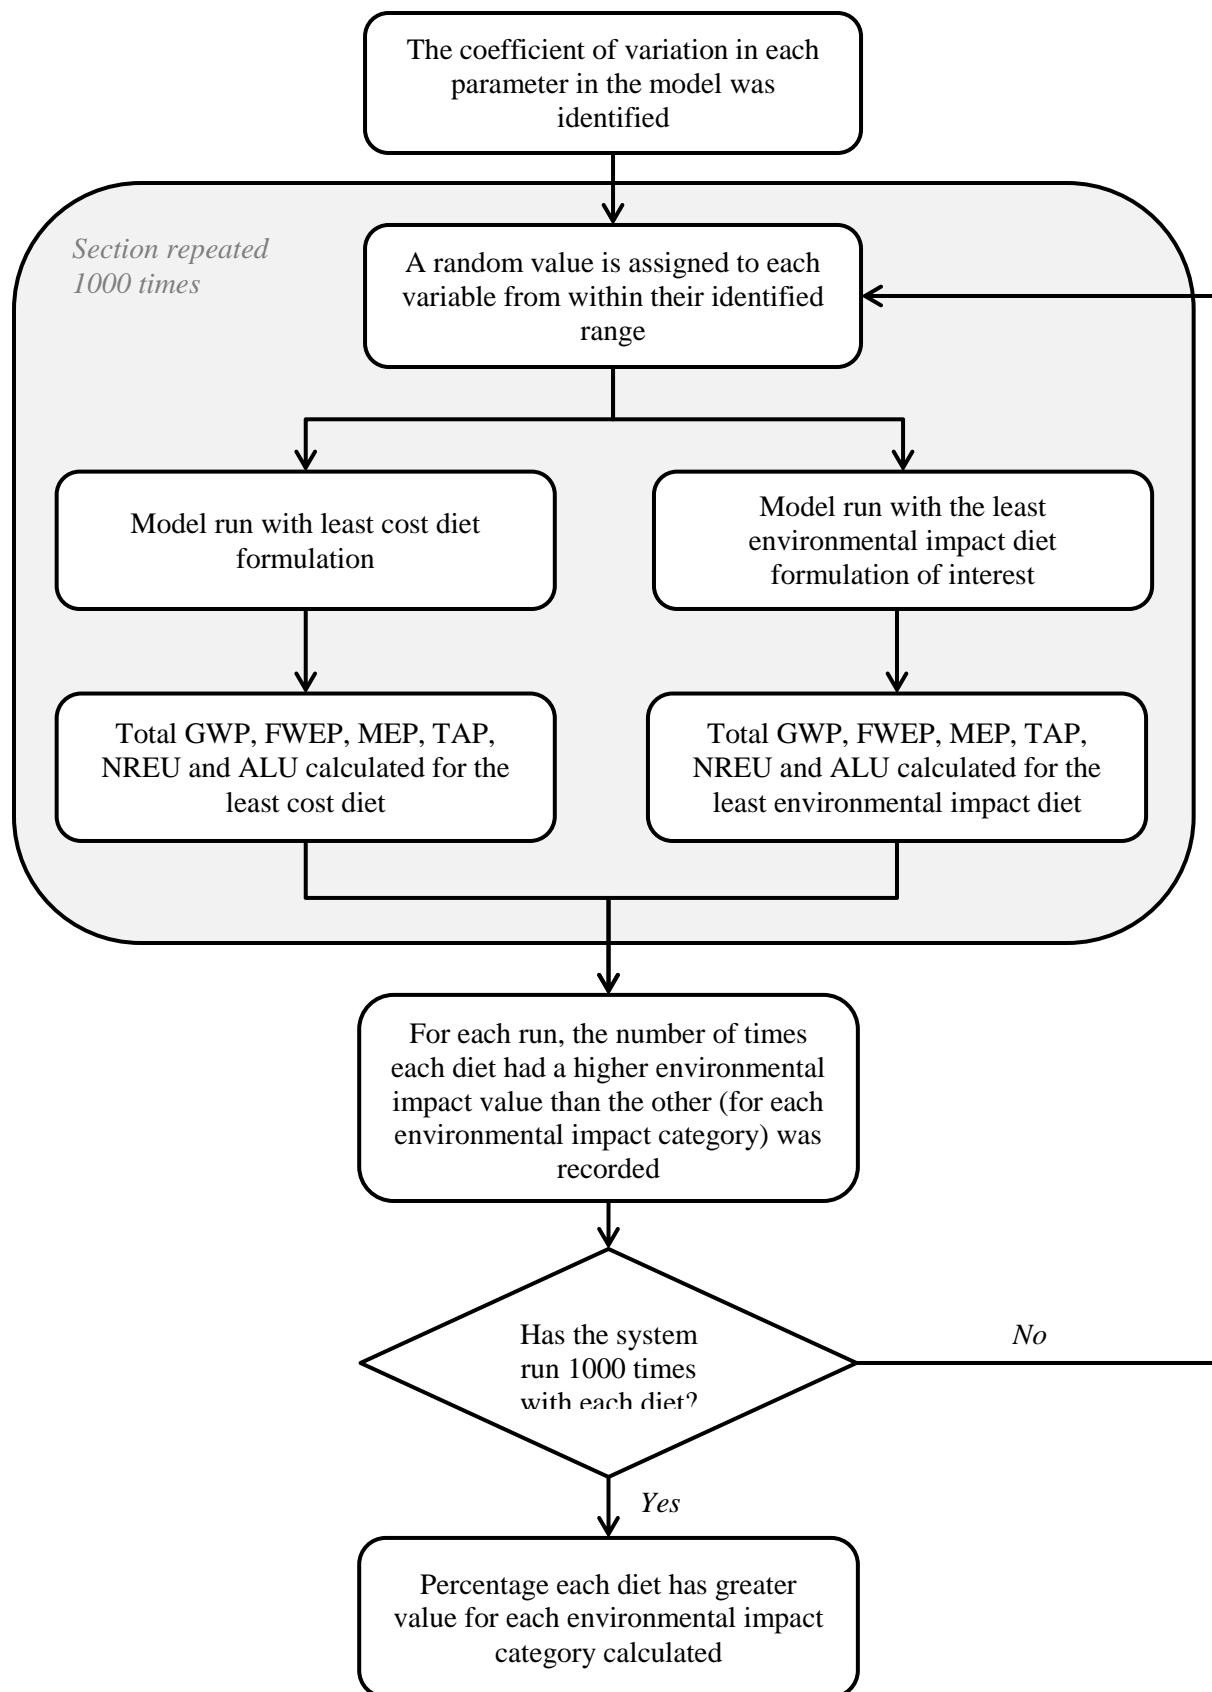 The coefficient of variation in each
parameter in the model was
identified
Section repeated
1000 times
A random value is assigned to each
variable from within their identified
range
Model run with least cost diet
formulation
Model run with the least
environmental impact diet
formulation of interest
Total GWP, FWEP, MEP, TAP,
NREU and ALU calculated for the
least cost diet
Total GWP, FWEP, MEP, TAP,
NREU and ALU calculated for the
least environmental impact diet
For each run, the number of times
each diet had a higher environmental
impact value than the other (for each
environmental impact category) was
recorded
Has the system
run 1000 times
with each diet?
No
Yes
Percentage each diet has greater
value for each environmental impact
category calculated